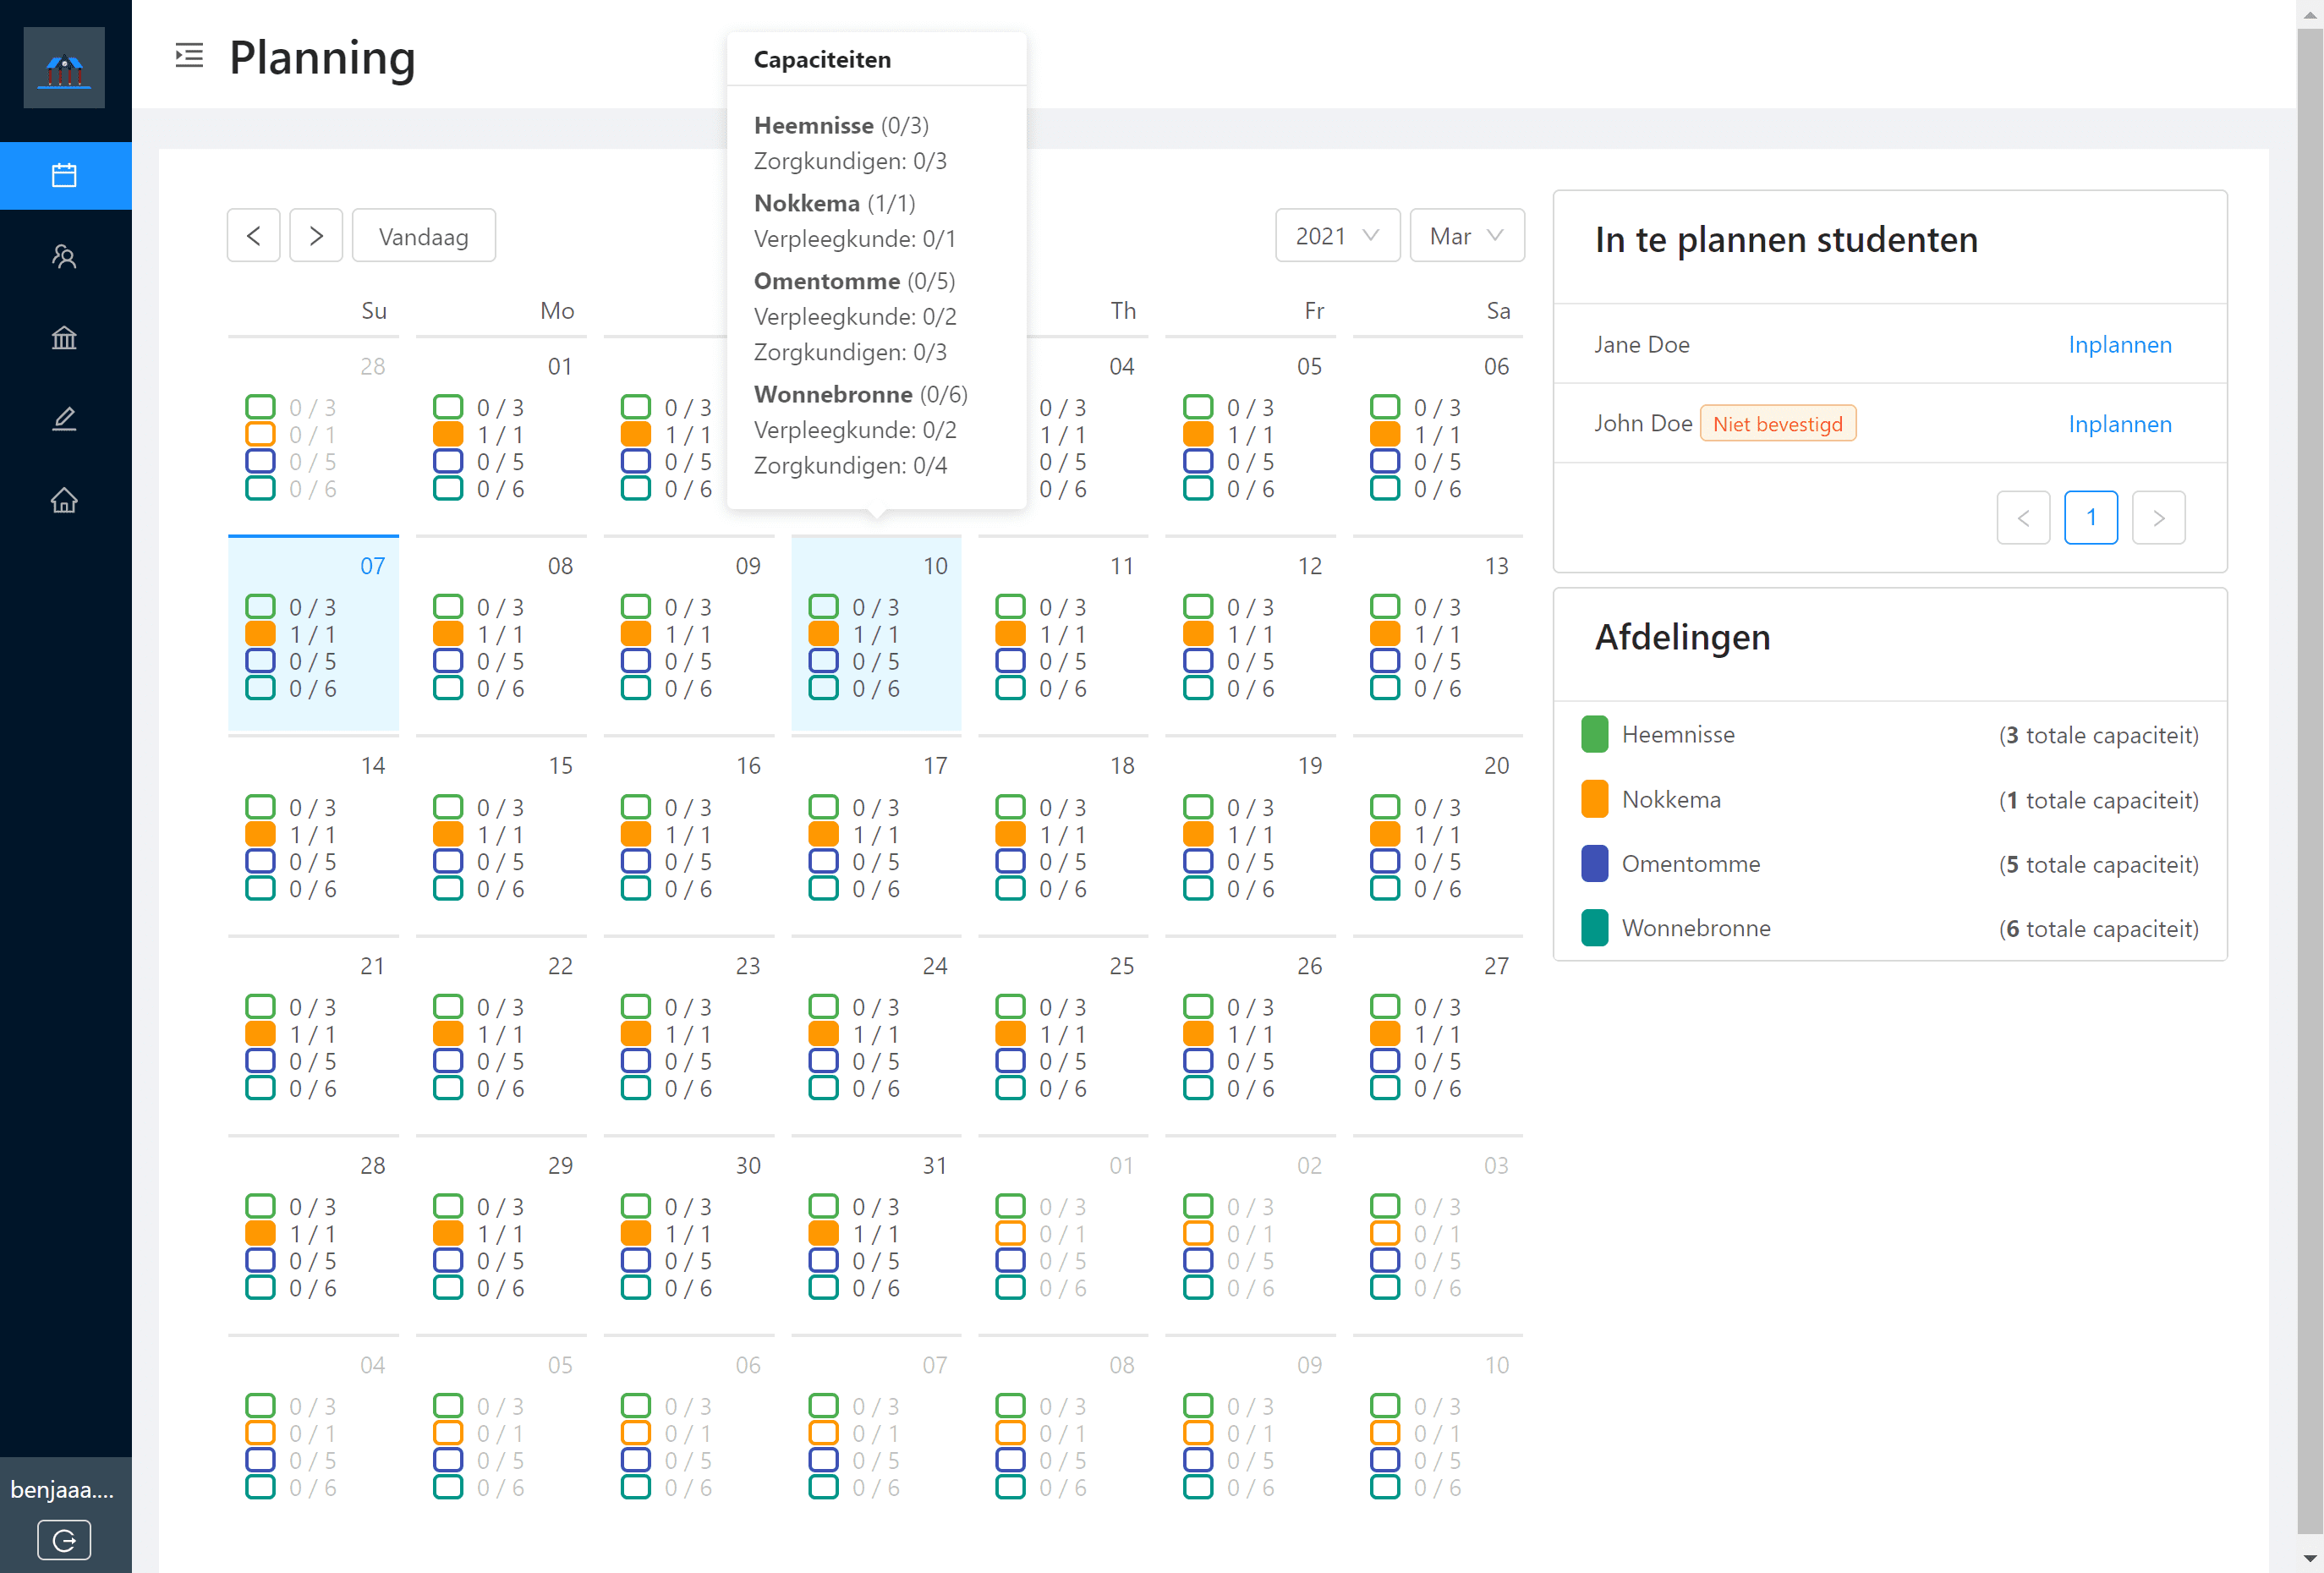 Planning
Capaciteiten
Heemnisse (0/3)
Zorgkundigen: 0/3
Nokkema (1/1)
Verpleegkunde: 0/1
Omentomme (0/5)
Verpleegkunde: 0/2
Zorgkundigen: 0/3
Wonnebronne (0/6)
Verpleegkunde: 0/2
Zorgkundigen: 0/4
< > Vandaag 2021 Mar
Su Mo Th Fr Sa
28 01 04 05 06
0 / 3 0 / 3 0 / 3 0 / 3 0 / 3 0 / 3
0 / 1 1 / 1 1 / 1 1 / 1 1 / 1 1 / 1
0 / 5 0 / 5 0 / 5 0 / 5 0 / 5 0 / 5
0 / 6 0 / 6 0 / 6 0 / 6 0 / 6 0 / 6
07 08 09 10 11 12 13
0 / 3 0 / 3 0 / 3 0 / 3 0 / 3 0 / 3 0 / 3
1 / 1 1 / 1 1 / 1 1 / 1 1 / 1 1 / 1 1 / 1
0 / 5 0 / 5 0 / 5 0 / 5 0 / 5 0 / 5 0 / 5
0 / 6 0 / 6 0 / 6 0 / 6 0 / 6 0 / 6 0 / 6
14 15 16 17 18 19 20
0 / 3 0 / 3 0 / 3 0 / 3 0 / 3 0 / 3 0 / 3
1 / 1 1 / 1 1 / 1 1 / 1 1 / 1 1 / 1 1 / 1
0 / 5 0 / 5 0 / 5 0 / 5 0 / 5 0 / 5 0 / 5
0 / 6 0 / 6 0 / 6 0 / 6 0 / 6 0 / 6 0 / 6
21 22 23 24 25 26 27
0 / 3 0 / 3 0 / 3 0 / 3 0 / 3 0 / 3 0 / 3
1 / 1 1 / 1 1 / 1 1 / 1 1 / 1 1 / 1 1 / 1
0 / 5 0 / 5 0 / 5 0 / 5 0 / 5 0 / 5 0 / 5
0 / 6 0 / 6 0 / 6 0 / 6 0 / 6 0 / 6 0 / 6
28 29 30 31 01 02 03
0 / 3 0 / 3 0 / 3 0 / 3 0 / 3 0 / 3 0 / 3
1 / 1 1 / 1 1 / 1 1 / 1 0 / 1 0 / 1 0 / 1
0 / 5 0 / 5 0 / 5 0 / 5 0 / 5 0 / 5 0 / 5
0 / 6 0 / 6 0 / 6 0 / 6 0 / 6 0 / 6 0 / 6
04 05 06 07 08 09 10
0 / 3 0 / 3 0 / 3 0 / 3 0 / 3 0 / 3 0 / 3
0 / 1 0 / 1 0 / 1 0 / 1 0 / 1 0 / 1 0 / 1
0 / 5 0 / 5 0 / 5 0 / 5 0 / 5 0 / 5 0 / 5
0 / 6 0 / 6 0 / 6 0 / 6 0 / 6 0 / 6 0 / 6
In te plannen studenten
Jane Doe Inplannen
John Doe Niet bevestigd Inplannen
< 1 >
Afdelingen
Heemnisse (3 totale capaciteit)
Nokkema (1 totale capaciteit)
Omentomme (5 totale capaciteit)
Wonnebronne (6 totale capaciteit)
benjaaa....